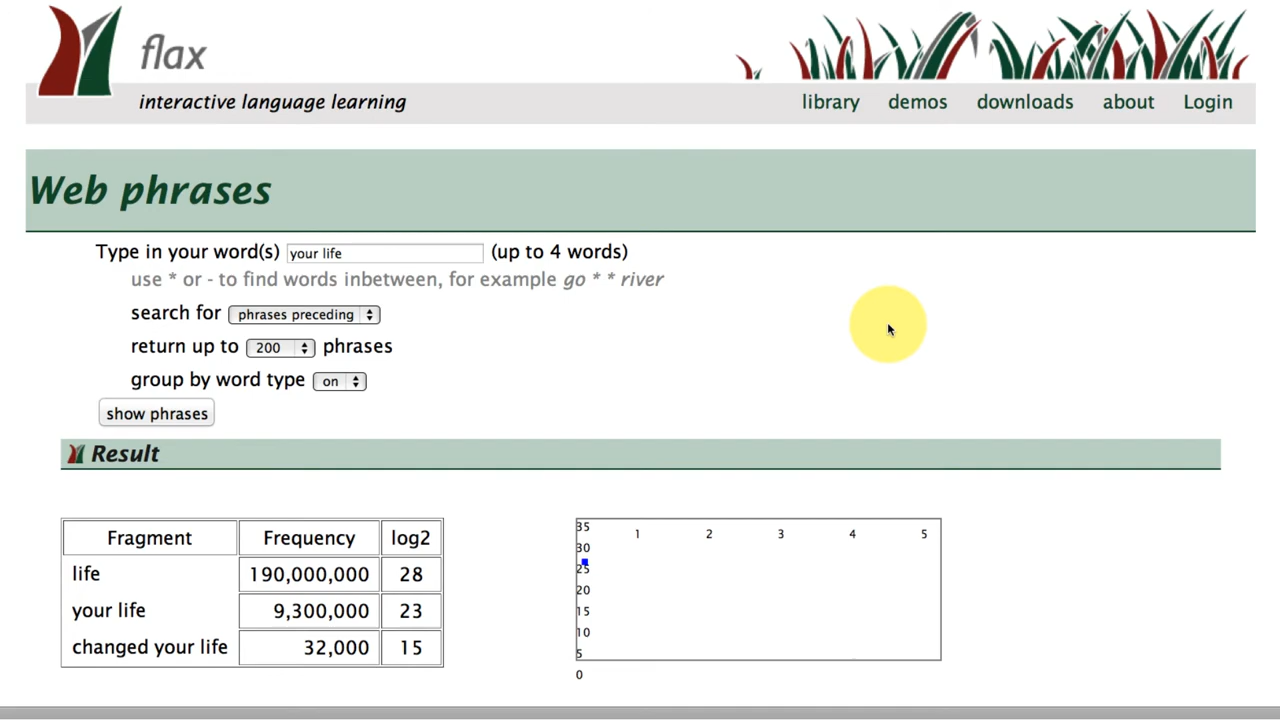 flax
interactive language learning
library demos downloads about Login
Web phrases
Type in your word(s) your life (up to 4 words)
use * or - to find words inbetween, for example go * * river
search for phrases preceding
return up to 200 phrases
group by word type on
show phrases
Result
Fragment Frequency log2
life 190,000,000 28
your life 9,300,000 23
changed your life 32,000 15
35
1 2 3 4 5
30
25
20
15
10
5
0